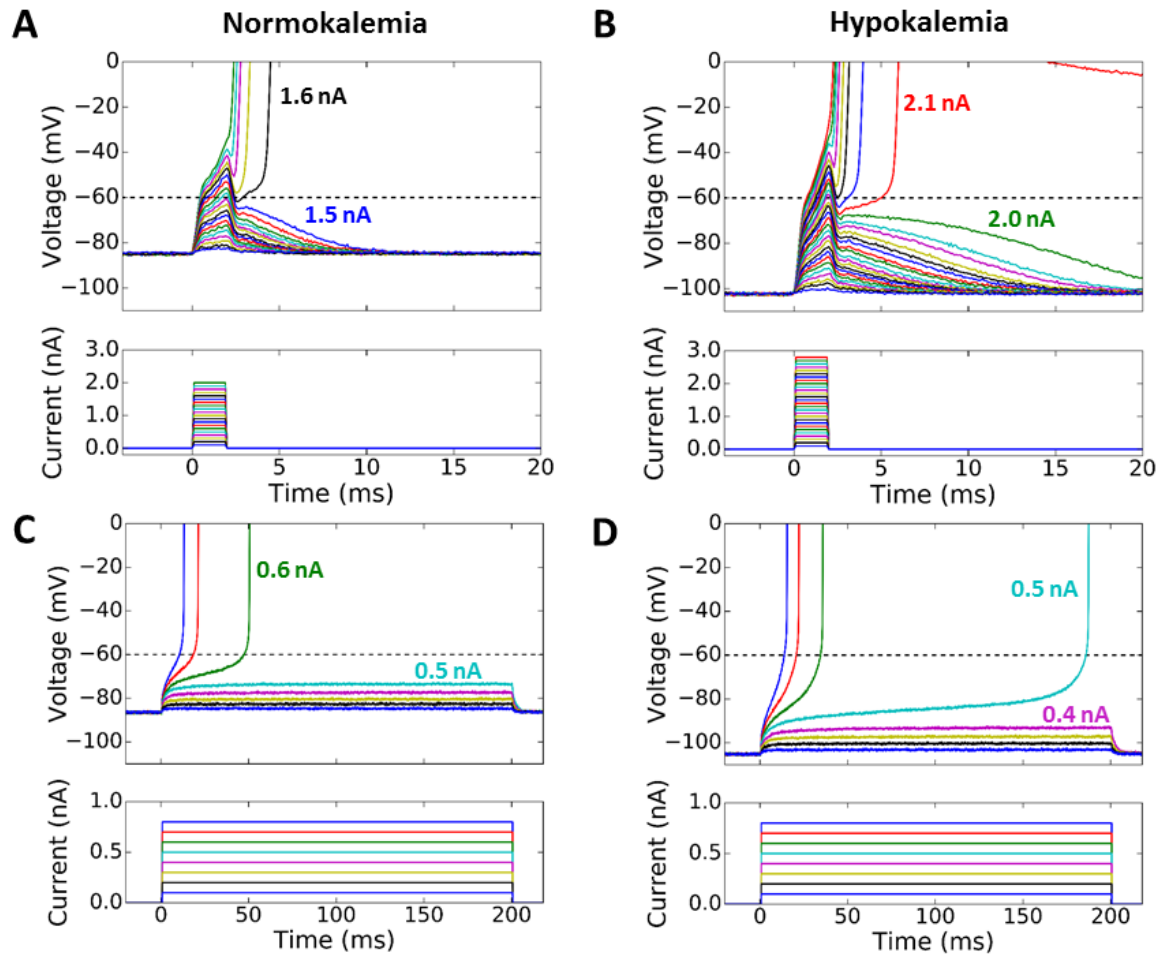 A
Normokalemia
B
Hypokalemia
Voltage (mV)
0
−20
−40
−60
−80
−100
1.6 nA
1.5 nA
Voltage (mV)
0
−20
−40
−60
−80
−100
2.1 nA
2.0 nA
Current (nA)
3.0
2.0
1.0
0.0
0 5 10 15 20
Time (ms)
Current (nA)
3.0
2.0
1.0
0.0
0 5 10 15 20
Time (ms)
C
Voltage (mV)
0
−20
−40
−60
−80
−100
0.6 nA
0.5 nA
D
Voltage (mV)
0
−20
−40
−60
−80
−100
0.5 nA
0.4 nA
Current (nA)
1.0
0.5
0.0
0 50 100 150 200
Time (ms)
Current (nA)
1.0
0.5
0.0
0 50 100 150 200
Time (ms)